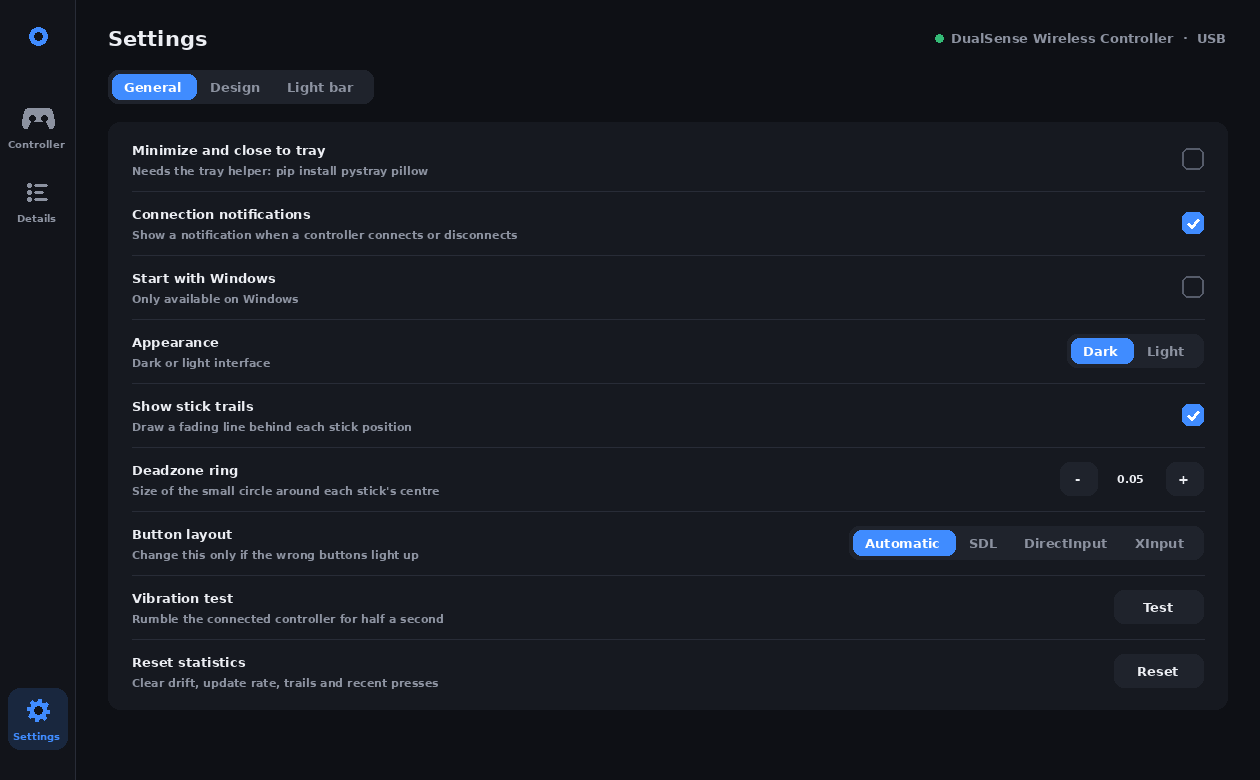 Settings
DualSense Wireless Controller · USB
General Design Light bar
Controller
Details
Minimize and close to tray
Needs the tray helper: pip install pystray pillow
Connection notifications
Show a notification when a controller connects or disconnects
Start with Windows
Only available on Windows
Appearance
Dark or light interface
Dark Light
Show stick trails
Draw a fading line behind each stick position
Deadzone ring
Size of the small circle around each stick's centre
- 0.05 +
Button layout
Change this only if the wrong buttons light up
Automatic SDL DirectInput XInput
Vibration test
Rumble the connected controller for half a second
Test
Reset statistics
Clear drift, update rate, trails and recent presses
Reset
Settings